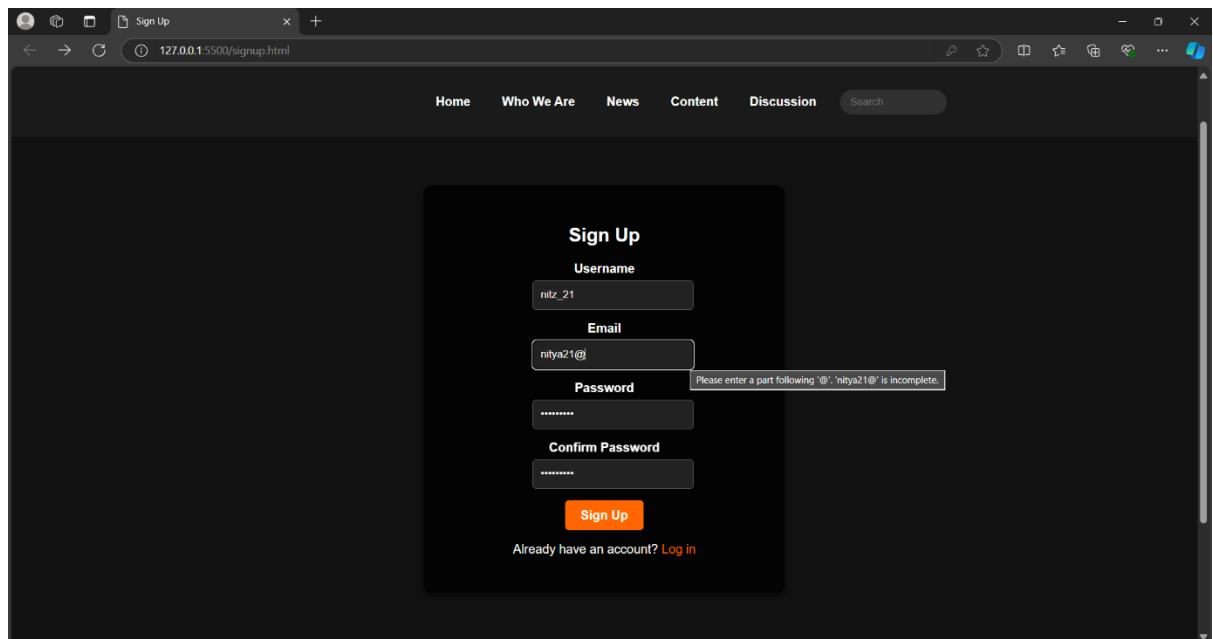 Sign Up
127.0.0.1:5500/signup.html
Home Who We Are News Content Discussion Search
Sign Up
Username
nitz_21
Email
nitya21@
Please enter a part following '@'. 'nitya21@' is incomplete.
Password
•••••••••
Confirm Password
•••••••••
Sign Up
Already have an account? Log in